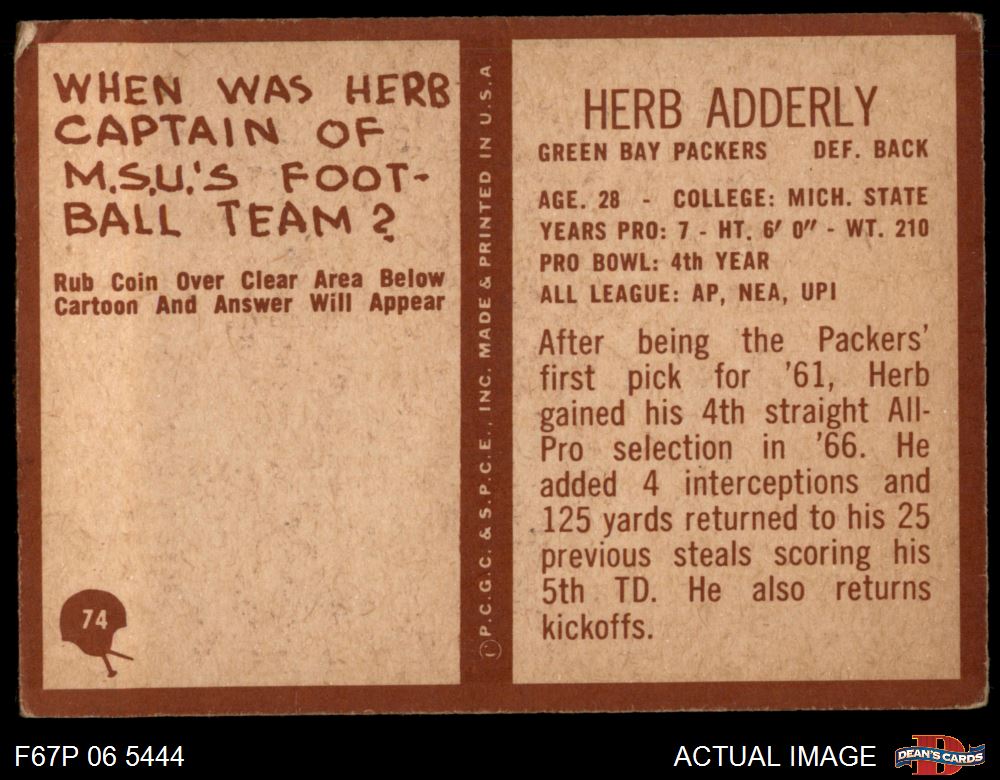 WHEN WAS HERB
CAPTAIN OF
M.S.U.'S FOOT-
BALL TEAM?
Rub Coin Over Clear Area Below
Cartoon And Answer Will Appear
74
© P.C.G.C. & S.P.C.E., INC. MADE & PRINTED IN U.S.A.
HERB ADDERLY
GREEN BAY PACKERS DEF. BACK
AGE. 28 - COLLEGE: MICH. STATE
YEARS PRO: 7 - HT. 6' 0" - WT. 210
PRO BOWL: 4th YEAR
ALL LEAGUE: AP, NEA, UPI
After being the Packers'
first pick for '61, Herb
gained his 4th straight All-
Pro selection in '66. He
added 4 interceptions and
125 yards returned to his 25
previous steals scoring his
5th TD. He also returns
kickoffs.
F67P 06 5444
ACTUAL IMAGE
D
DEAN'S CARDS